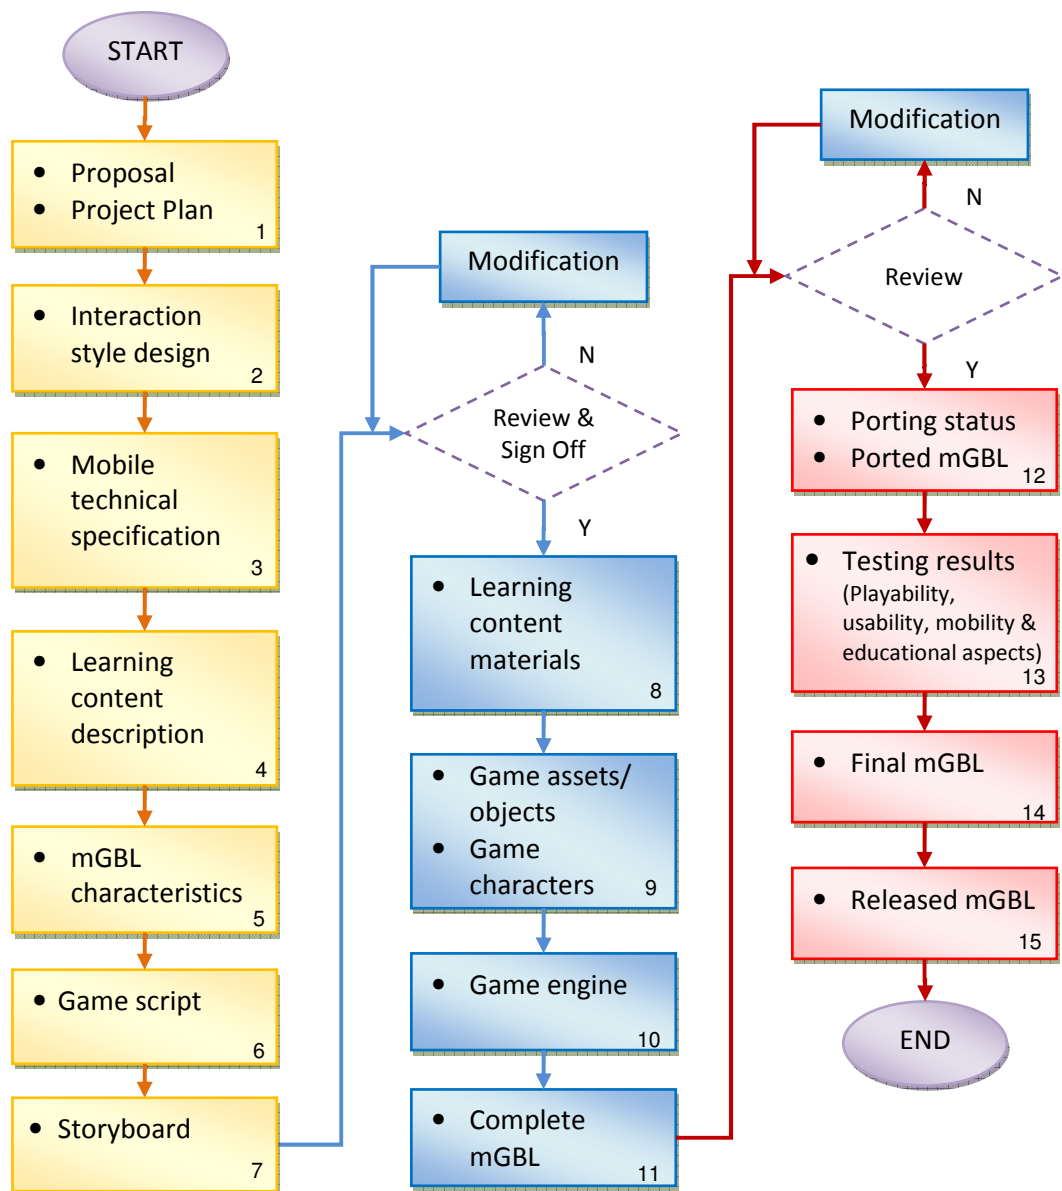 START
• Proposal
• Project Plan
1
• Interaction
style design
2
• Mobile
technical
specification
3
• Learning
content
description
4
• mGBL
characteristics
5
• Game script
6
• Storyboard
7
Modification
N
Review &
Sign Off
Y
• Learning
content
materials
8
• Game assets/
objects
• Game
characters
9
• Game engine
10
• Complete
mGBL
11
Modification
N
Review
Y
• Porting status
• Ported mGBL
12
• Testing results
(Playability,
usability, mobility &
educational aspects)
13
• Final mGBL
14
• Released mGBL
15
END